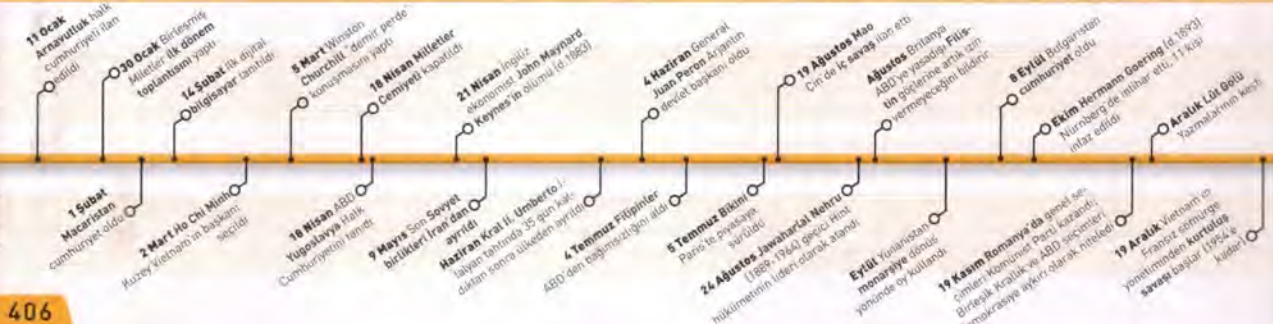 11 Ocak
Arnavutluk halk
cumhuriyeti ilan
edildi
30 Ocak Birleşmiş
Milletler ilk dönem
toplantısını yaptı
14 Şubat İlk dijital
bilgisayar tanıtıldı
5 Mart Winston
Churchill "demir perde"
konuşmasını yaptı
18 Nisan Milletler
Cemiyeti kapatıldı
21 Nisan İngiliz
ekonomist John Maynard
Keynes'in ölümü (d.1883)
4 Haziran General
Juan Peron Arjantin
devlet başkanı oldu
19 Ağustos Mao
Çin'de iç savaş ilan etti
Ağustos Britanya
ABD'ye yasadışı Filis-
tin göçlerine artık izin
vermeyeceğini bildirir
8 Eylül Bulgaristan
cumhuriyet oldu
Ekim Hermann Goering (d.1893)
Nürnberg'de intihar etti, 11 kişi
infaz edildi
Aralık Lût Gölü
Yazmaları'nın keşfi
1 Şubat
Macaristan
cumhuriyet oldu
2 Mart Ho Chi Minh
Kuzey Vietnam'ın başkanı
seçildi
18 Nisan ABD
Yugoslavya Halk
Cumhuriyetini tanıdı
9 Mayıs Son Sovyet
birlikleri İran'dan
ayrıldı
Haziran Kral II. Umberto İ-
talyan tahtında 35 gün kal-
dıktan sonra ülkeden ayrıldı
4 Temmuz Filipinler
ABD'den bağımsızlığı aldı
5 Temmuz Bikini
Paris'te piyasaya
sürüldü
24 Ağustos Jawaharlal Nehru
(1889-1964) geçici Hint
hükümetinin lideri olarak atandı
Eylül Yunanistan
monarşiye dönüş
yönünde oy kullandı
19 Kasım Romanya'da genel se-
çimleri Komünist Parti kazandı;
Birleşik Krallık ve ABD seçimleri
demokrasiye aykırı olarak niteledi
19 Aralık Vietnam'ın
Fransız sömürge
yönetiminden kurtuluş
savaşı başlar (1954'e
kadar)
406